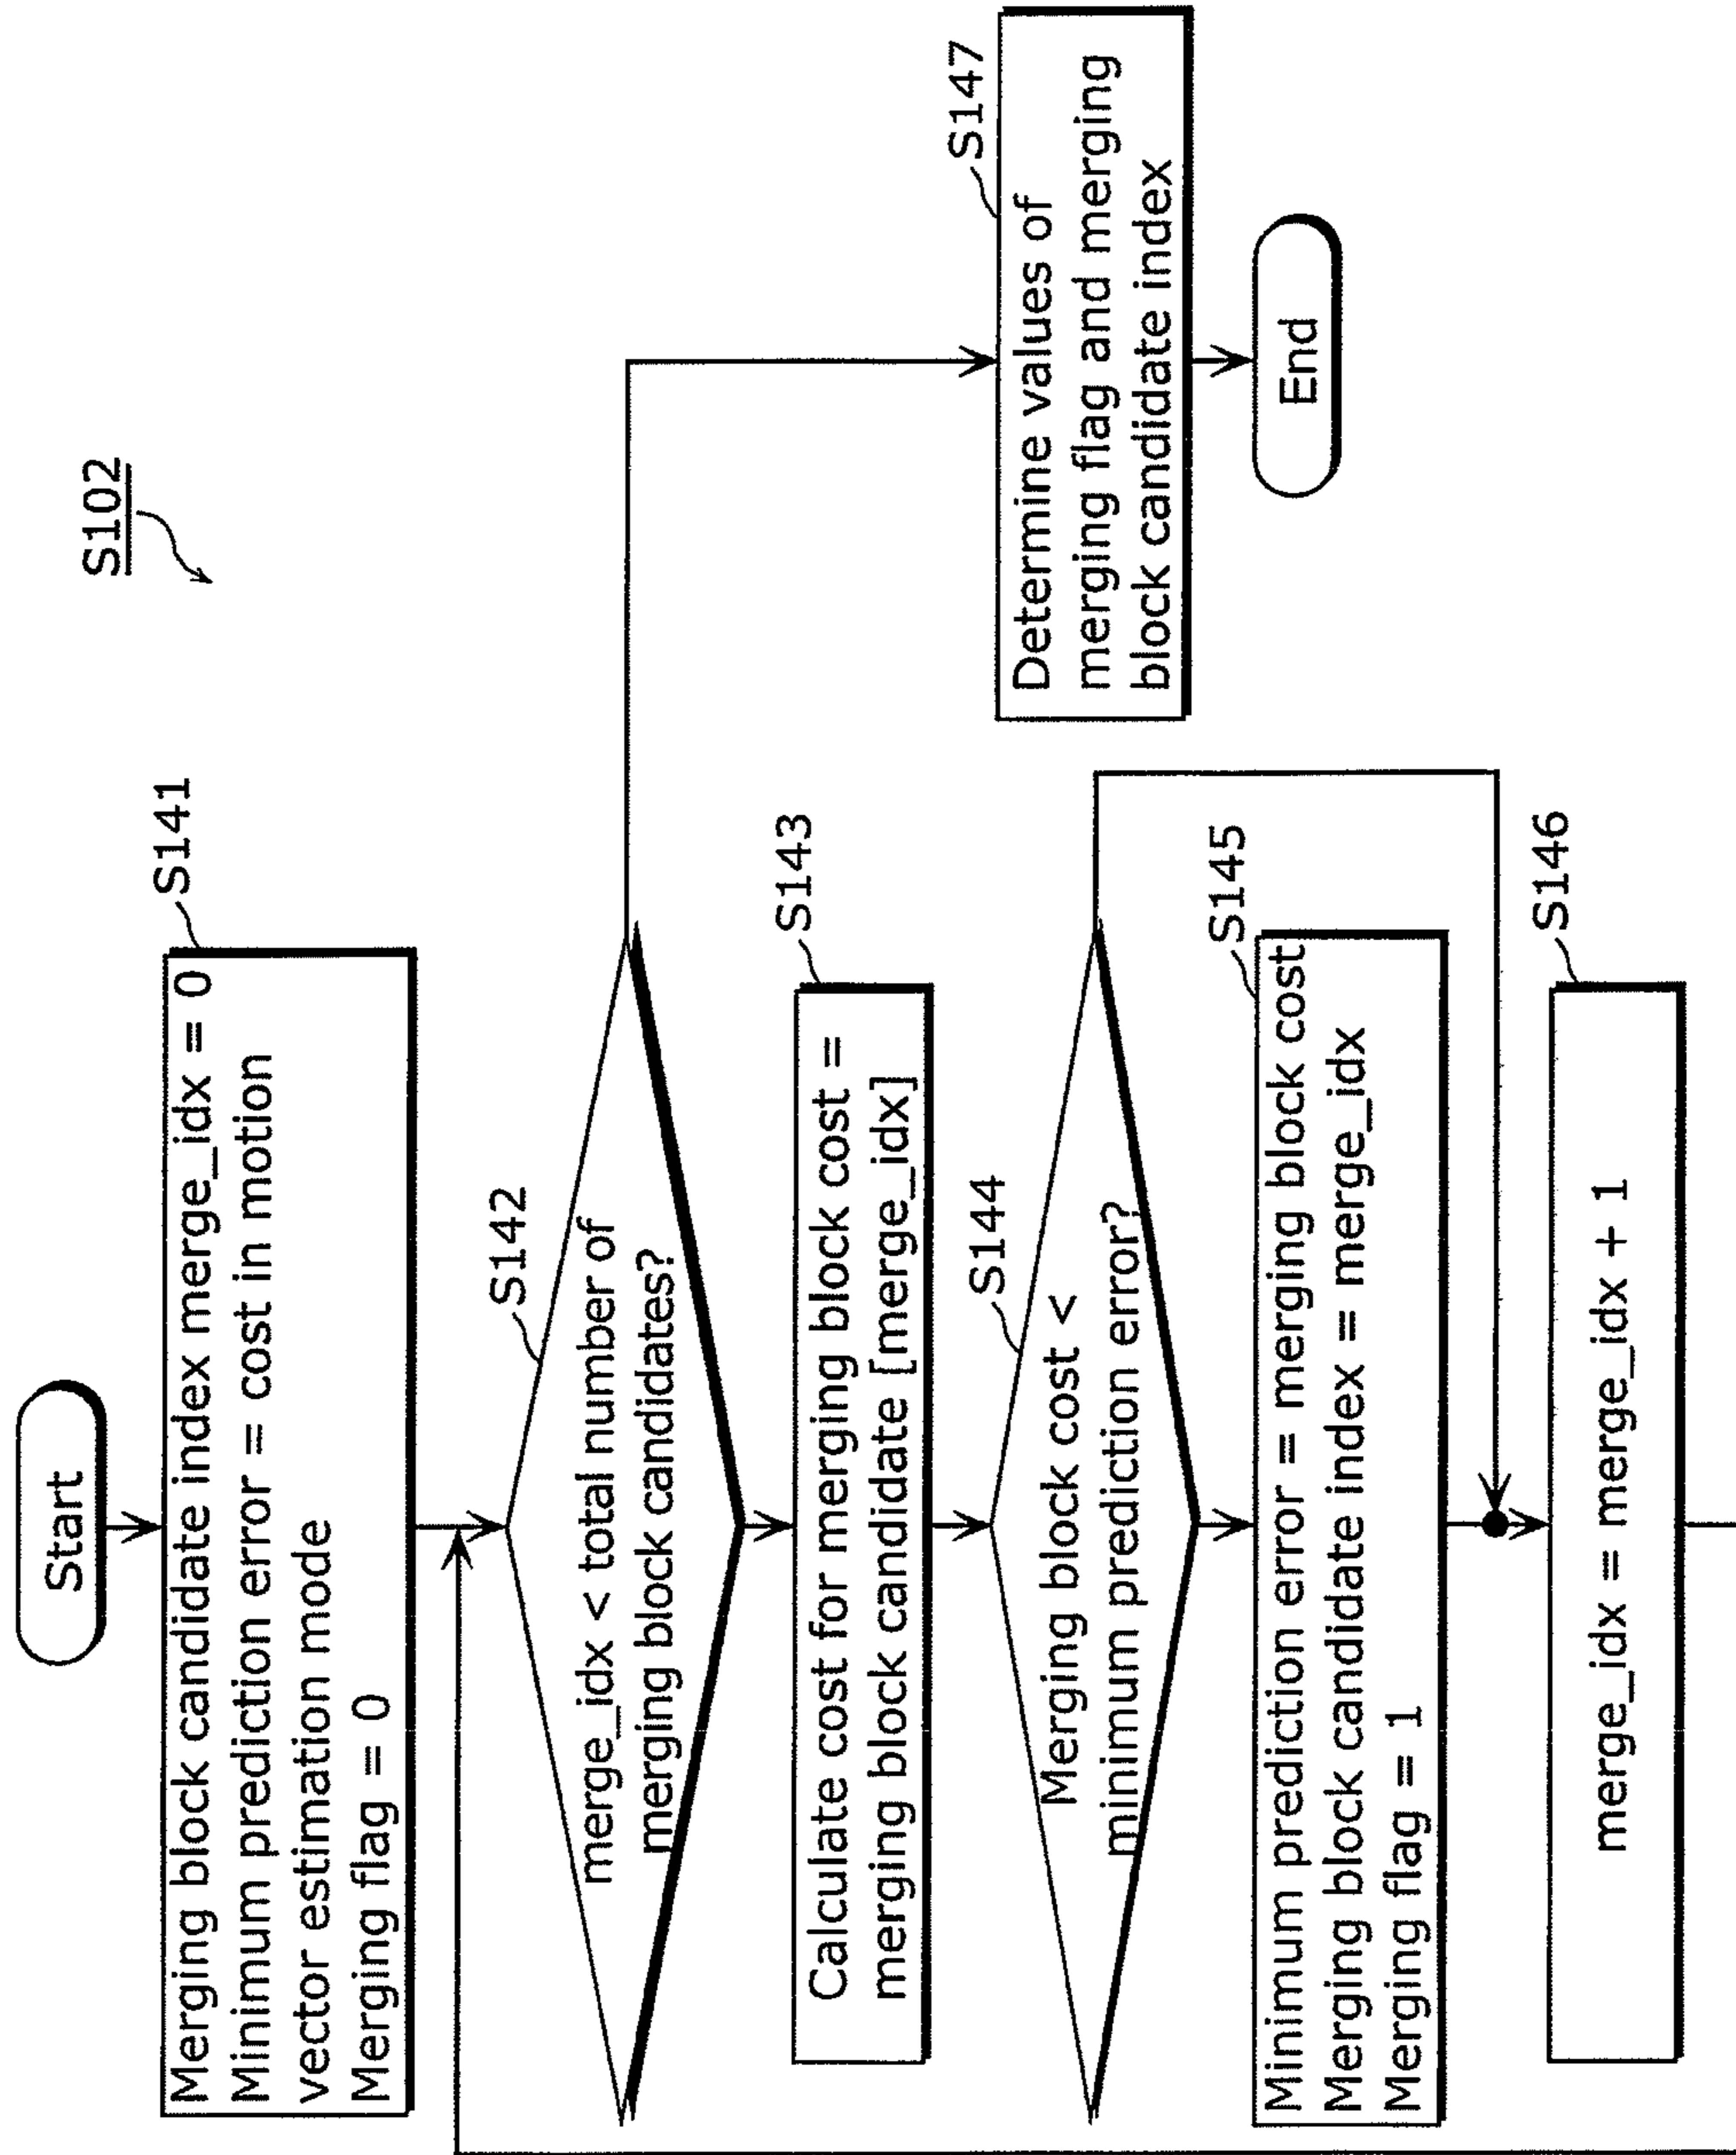 S102
Start
S141
Merging block candidate index merge_idx = 0
Minimum prediction error = cost in motion
vector estimation mode
Merging flag = 0
S142
merge_idx < total number of
merging block candidates?
S143
Calculate cost for merging block cost =
merging block candidate [merge_idx]
S144
Merging block cost <
minimum prediction error?
S145
Minimum prediction error = merging block cost
Merging block candidate index = merge_idx
Merging flag = 1
S146
merge_idx = merge_idx + 1
S147
Determine values of
merging flag and merging
block candidate index
End